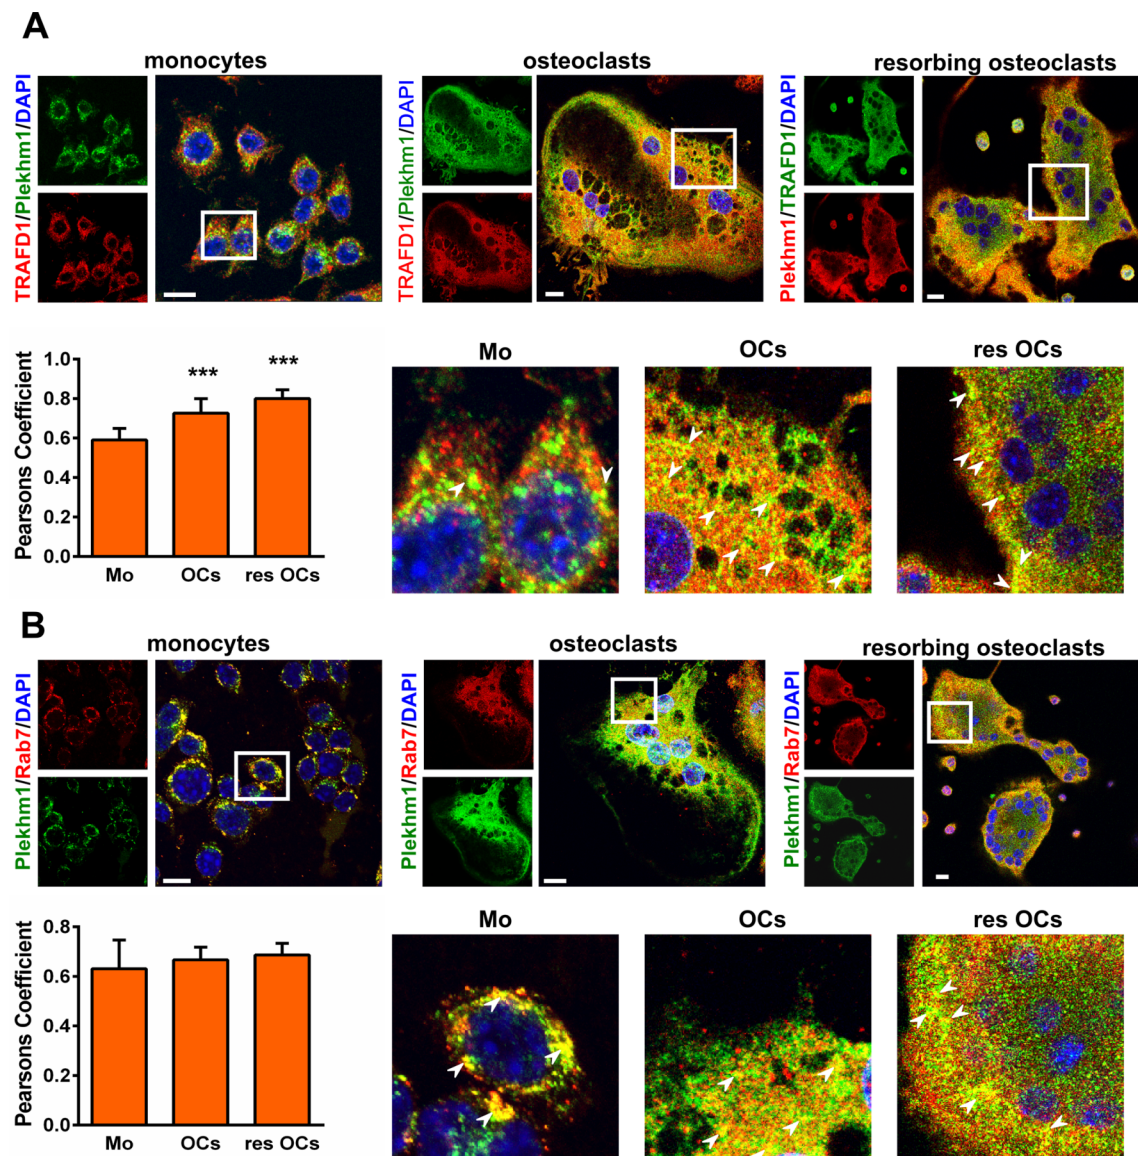 A
monocytes
osteoclasts
resorbing osteoclasts
TRAFD1/Plekhm1/DAPI
TRAFD1/Plekhm1/DAPI
Plekhm1/TRAFD1/DAPI
Pearsons Coefficient
1.0
0.8
0.6
0.4
0.2
0.0
***
***
Mo
OCs
res OCs
Mo
OCs
res OCs
B
monocytes
osteoclasts
resorbing osteoclasts
Plekhm1/Rab7/DAPI
Plekhm1/Rab7/DAPI
Plekhm1/Rab7/DAPI
Pearsons Coefficient
0.8
0.6
0.4
0.2
0.0
Mo
OCs
res OCs
Mo
OCs
res OCs